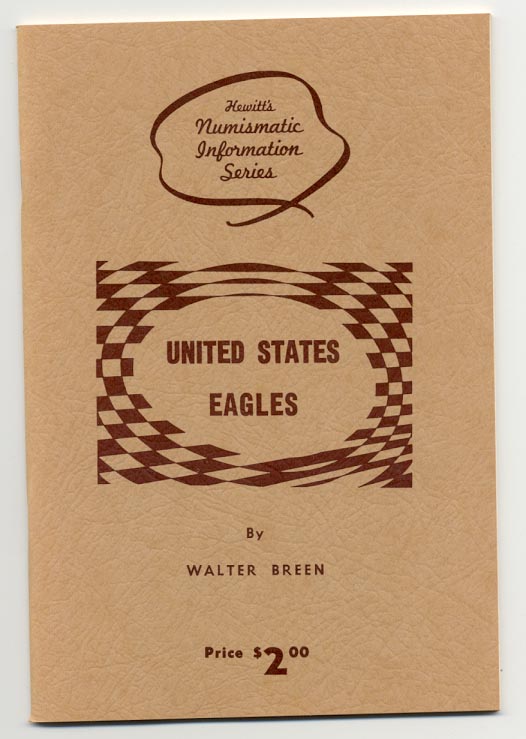 Hewitt's
Numismatic
Information
Series
UNITED STATES
EAGLES
By
WALTER BREEN
Price $2.00